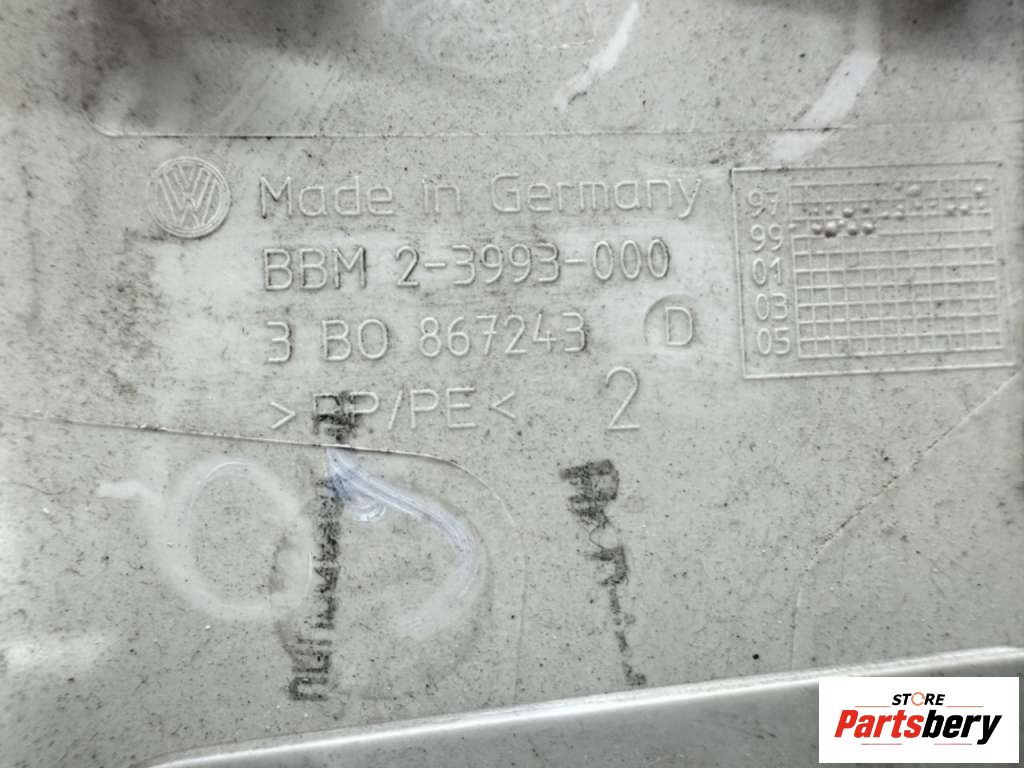 Made in Germany
BBM 2-3993-000
3 B0 867243 D
>PP/PE< 2
97
99
01
03
05
STORE
Partsbery